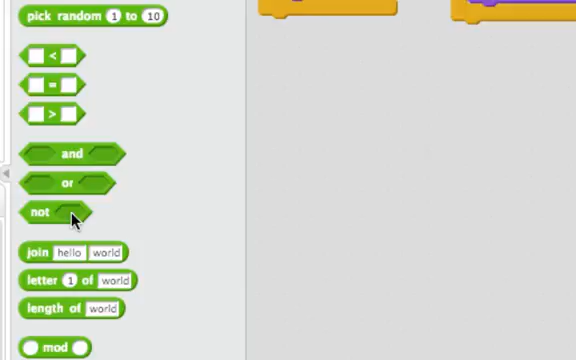 pick random 1 to 10
<
=
>
and
or
not
join hello world
letter 1 of world
length of world
mod